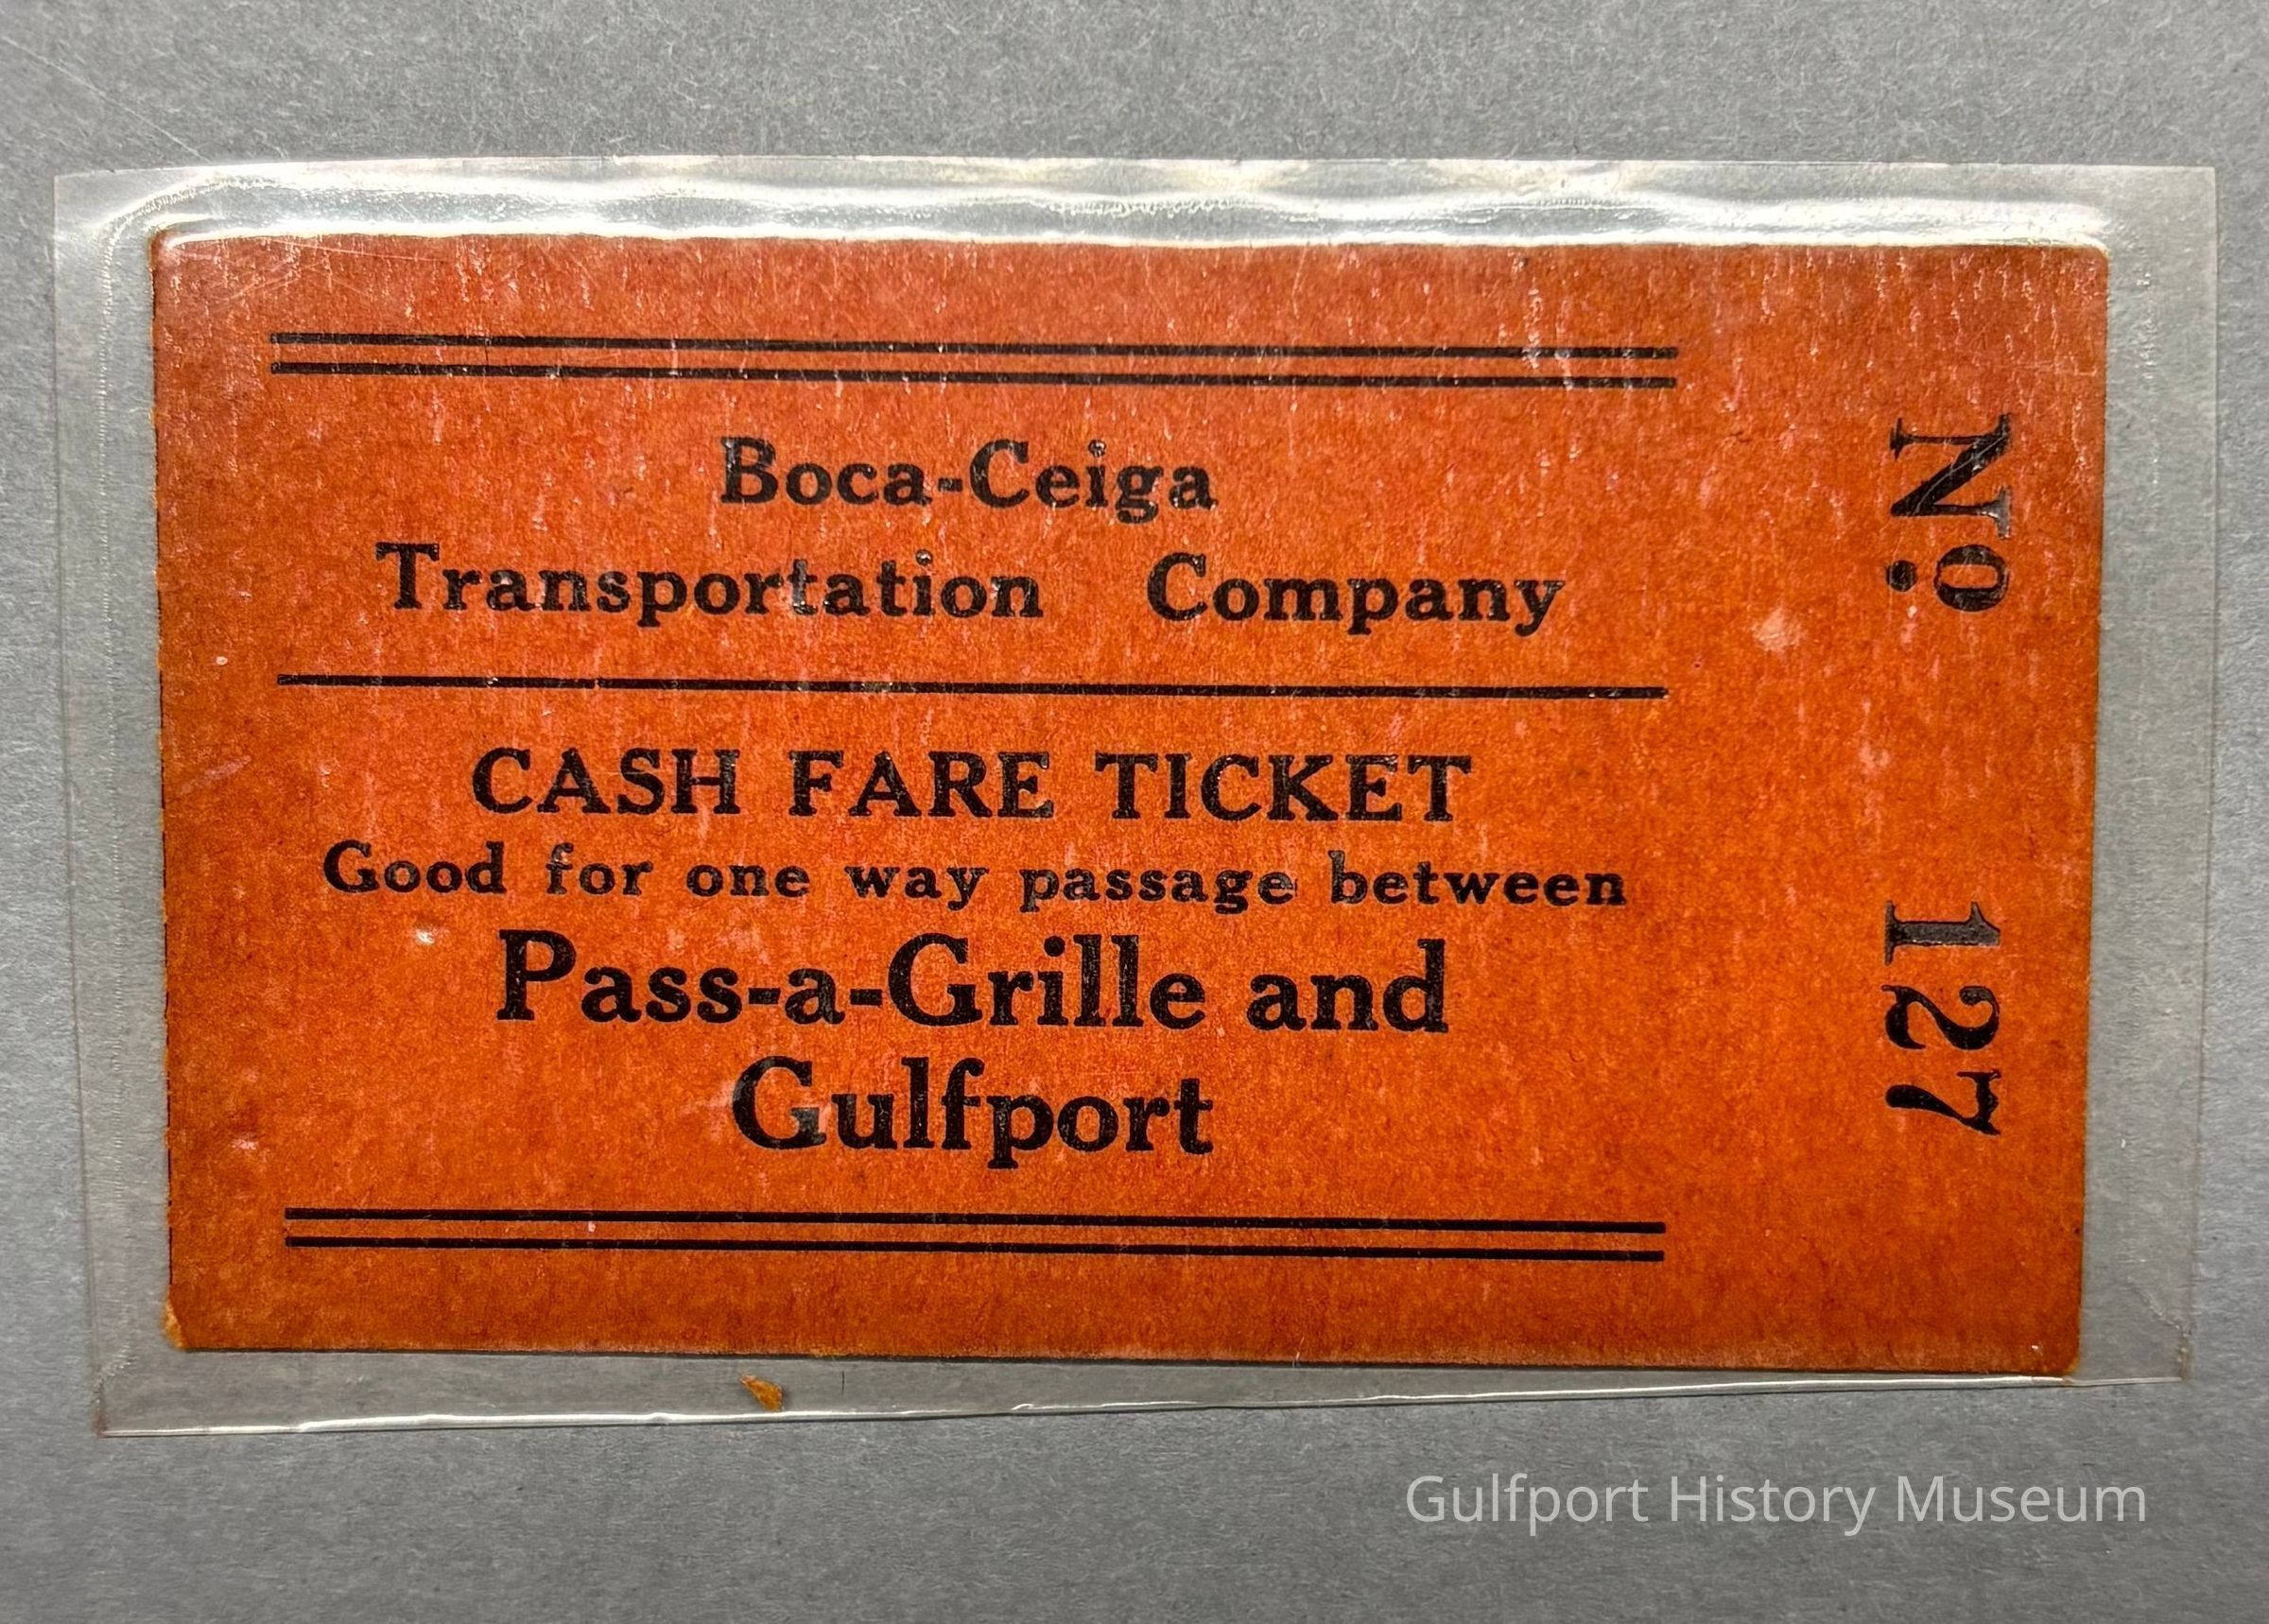 Boca-Ceiga
Transportation Company
CASH FARE TICKET
Good for one way passage between
Pass-a-Grille and
Gulfport
No. 127
Gulfport History Museum